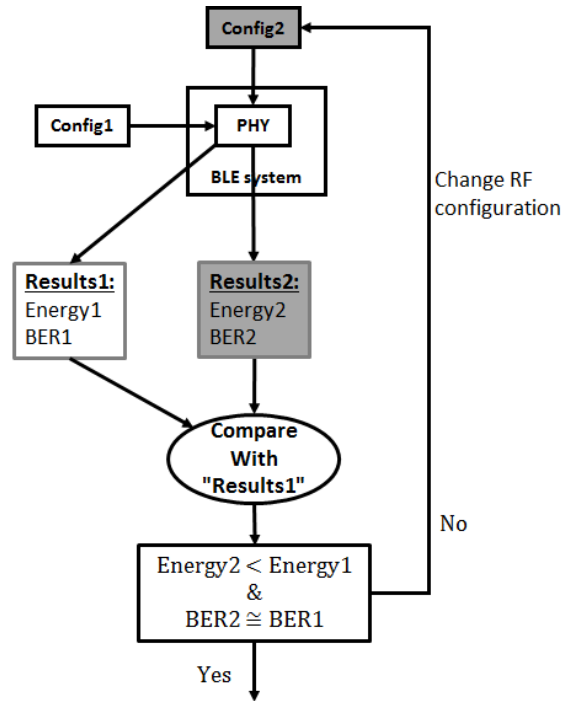 Config2
Config1
PHY
BLE system
Change RF
configuration
Results1:
Energy1
BER1
Results2:
Energy2
BER2
Compare
With
"Results1"
No
Energy2 < Energy1
&
BER2 ≅ BER1
Yes